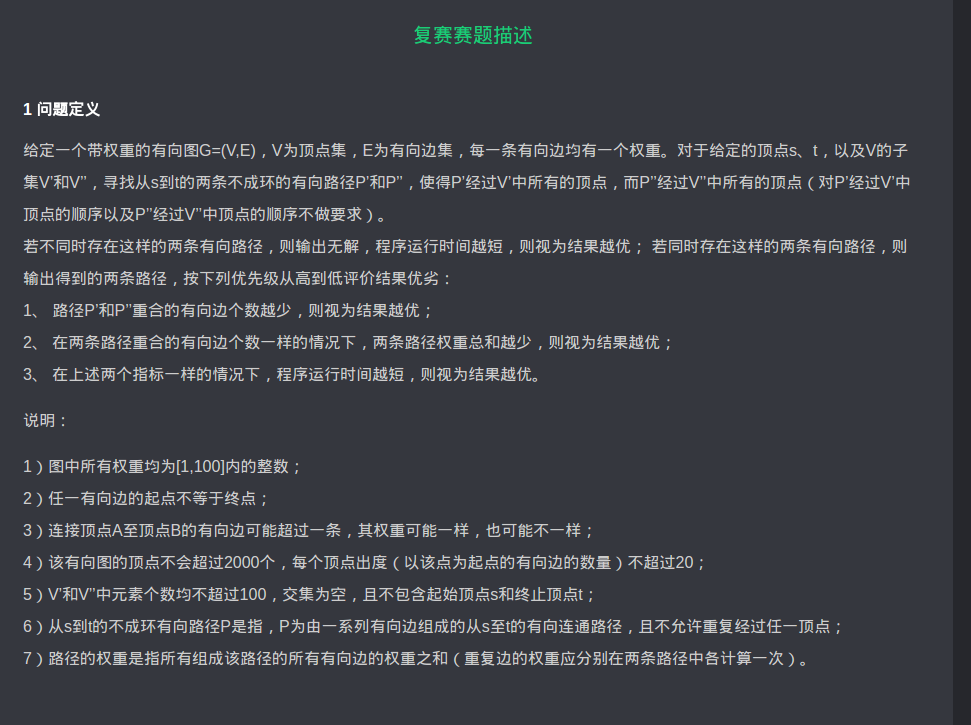 复赛赛题描述
1 问题定义
给定一个带权重的有向图G=(V,E)，V为顶点集，E为有向边集，每一条有向边均有一个权重。对于给定的顶点s、t，以及V的子
集V’和V’’，寻找从s到t的两条不成环的有向路径P’和P’’，使得P’经过V’中所有的顶点，而P’’经过V’’中所有的顶点（对P’经过V’中
顶点的顺序以及P’’经过V’’中顶点的顺序不做要求）。
若不同时存在这样的两条有向路径，则输出无解，程序运行时间越短，则视为结果越优； 若同时存在这样的两条有向路径，则
输出得到的两条路径，按下列优先级从高到低评价结果优劣：
1、 路径P’和P’’重合的有向边个数越少，则视为结果越优；
2、 在两条路径重合的有向边个数一样的情况下，两条路径权重总和越少，则视为结果越优；
3、 在上述两个指标一样的情况下，程序运行时间越短，则视为结果越优。
说明：
1）图中所有权重均为[1,100]内的整数；
2）任一有向边的起点不等于终点；
3）连接顶点A至顶点B的有向边可能超过一条，其权重可能一样，也可能不一样；
4）该有向图的顶点不会超过2000个，每个顶点出度（以该点为起点的有向边的数量）不超过20；
5）V’和V’’中元素个数均不超过100，交集为空，且不包含起始顶点s和终止顶点t；
6）从s到t的不成环有向路径P是指，P为由一系列有向边组成的从s至t的有向连通路径，且不允许重复经过任一顶点；
7）路径的权重是指所有组成该路径的所有有向边的权重之和（重复边的权重应分别在两条路径中各计算一次）。